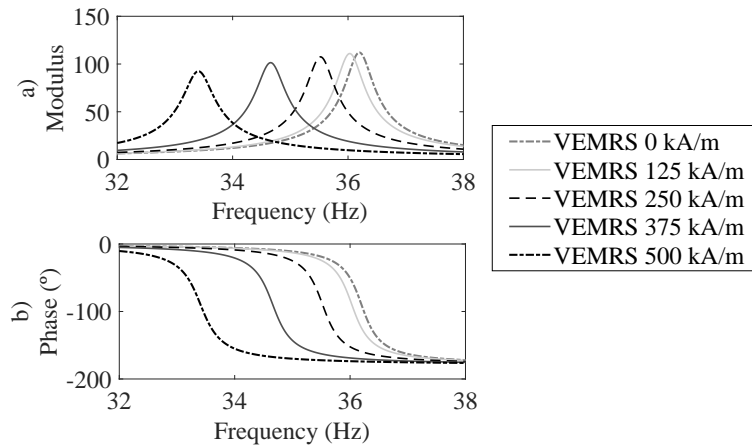 150
100
50
0
a)
Modulus
32
34
36
38
Frequency (Hz)
VEMRS 0 kA/m
VEMRS 125 kA/m
VEMRS 250 kA/m
VEMRS 375 kA/m
VEMRS 500 kA/m
0
-100
-200
b)
Phase (º)
32
34
36
38
Frequency (Hz)